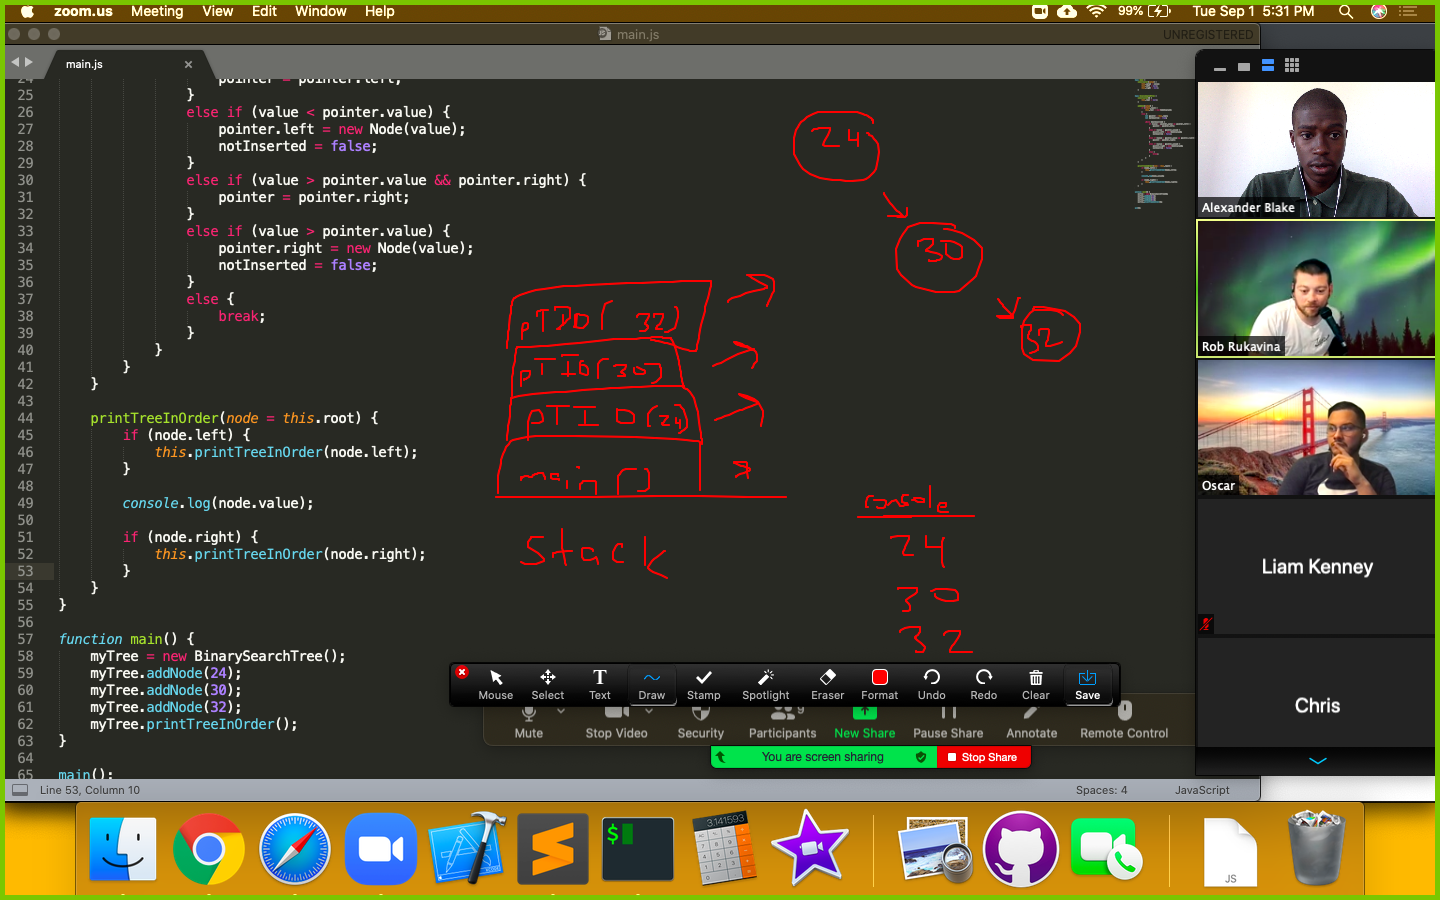 zoom.us Meeting View Edit Window Help
99% Tue Sep 1 5:31 PM
main.js
UNREGISTERED
main.js ×
24 pointer = pointer.left;
25 }
26 else if (value < pointer.value) {
27 pointer.left = new Node(value);
28 notInserted = false;
29 }
30 else if (value > pointer.value && pointer.right) {
31 pointer = pointer.right;
32 }
33 else if (value > pointer.value) {
34 pointer.right = new Node(value);
35 notInserted = false;
36 }
37 else {
38 break;
39 }
40 }
41 }
42 }
43
44 printTreeInOrder(node = this.root) {
45 if (node.left) {
46 this.printTreeInOrder(node.left);
47 }
48
49 console.log(node.value);
50
51 if (node.right) {
52 this.printTreeInOrder(node.right);
53 }
54 }
55 }
56
57 function main() {
58 myTree = new BinarySearchTree();
59 myTree.addNode(24);
60 myTree.addNode(30);
61 myTree.addNode(32);
62 myTree.printTreeInOrder();
63 }
64
65 main();
24
30
32
pTIO( 32)
pTIO(30)
pTIO(24)
main()
Stack
console
24
30
32
Alexander Blake
Rob Rukavina
Oscar
Liam Kenney
Chris
Mouse Select Text Draw Stamp Spotlight Eraser Format Undo Redo Clear Save
9
Mute Stop Video Security Participants New Share Pause Share Annotate Remote Control
You are screen sharing Stop Share
Line 53, Column 10
Spaces: 4 JavaScript
3.141593
JS